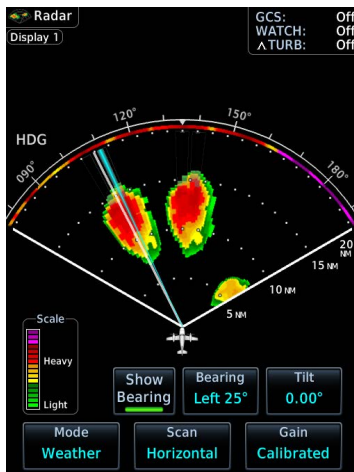 Radar
Display 1
GCS: Off
WATCH: Off
TURB: Off
HDG
090°
120°
150°
180°
20
NM
15 NM
10 NM
5 NM
Scale
Heavy
Light
Show
Bearing
Bearing
Left 25°
Tilt
0.00°
Mode
Weather
Scan
Horizontal
Gain
Calibrated